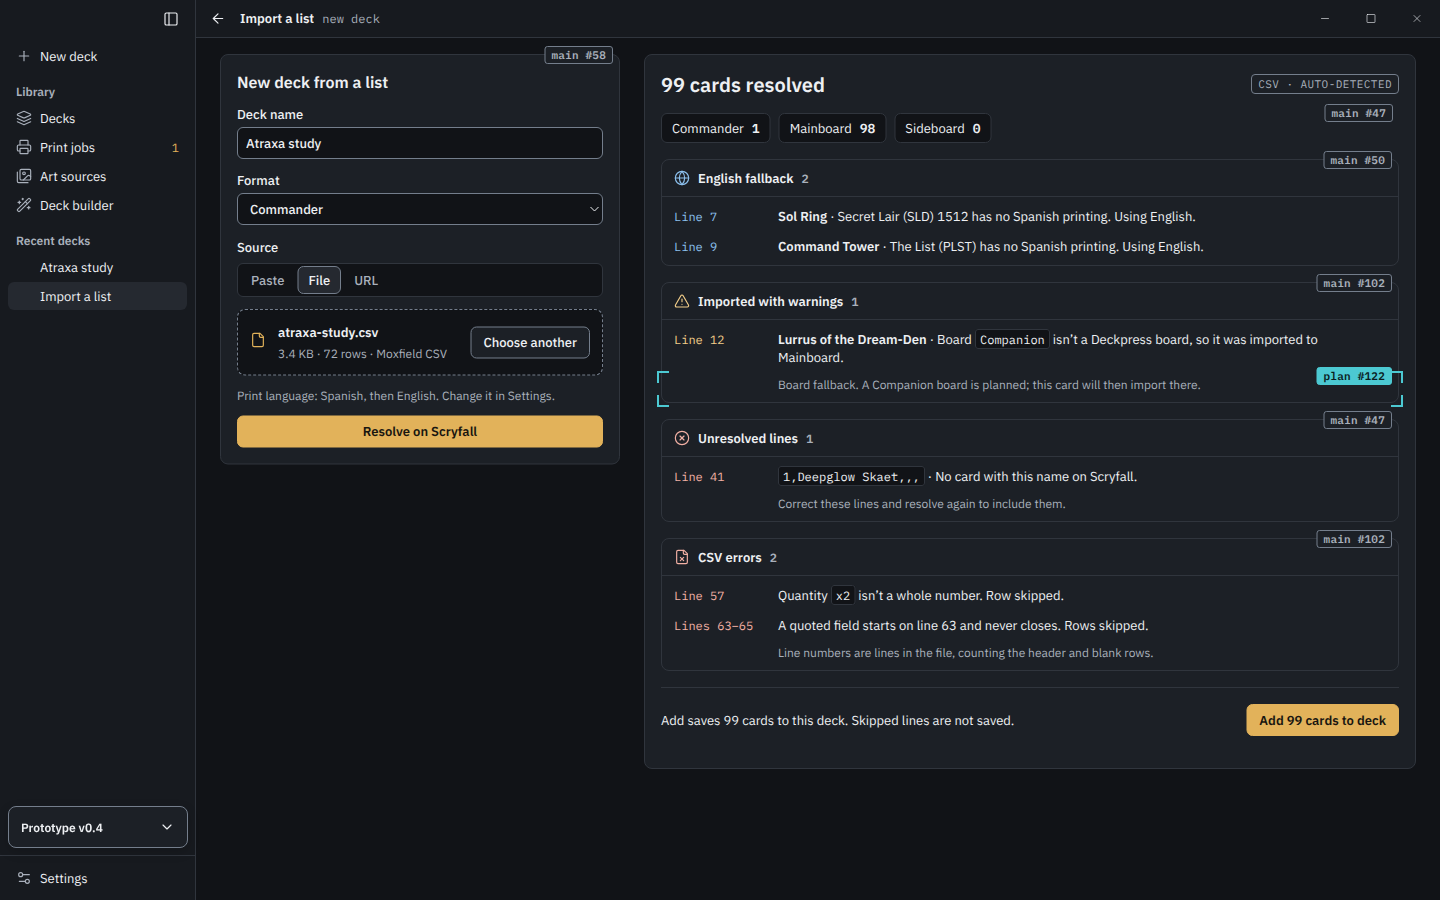 Import a list new deck
New deck
Library
Decks
Print jobs 1
Art sources
Deck builder
Recent decks
Atraxa study
Import a list
Prototype v0.4
Settings
main #58
New deck from a list
Deck name
Atraxa study
Format
Commander
Source
Paste File URL
atraxa-study.csv
3.4 KB · 72 rows · Moxfield CSV
Choose another
Print language: Spanish, then English. Change it in Settings.
Resolve on Scryfall
99 cards resolved
CSV · AUTO-DETECTED
main #47
Commander 1 Mainboard 98 Sideboard 0
main #50
English fallback 2
Line 7 Sol Ring · Secret Lair (SLD) 1512 has no Spanish printing. Using English.
Line 9 Command Tower · The List (PLST) has no Spanish printing. Using English.
main #102
Imported with warnings 1
Line 12 Lurrus of the Dream-Den · Board Companion isn’t a Deckpress board, so it was imported to
Mainboard.
plan #122
Board fallback. A Companion board is planned; this card will then import there.
main #47
Unresolved lines 1
Line 41 1,Deepglow Skaet,,, · No card with this name on Scryfall.
Correct these lines and resolve again to include them.
main #102
CSV errors 2
Line 57 Quantity x2 isn’t a whole number. Row skipped.
Lines 63–65 A quoted field starts on line 63 and never closes. Rows skipped.
Line numbers are lines in the file, counting the header and blank rows.
Add saves 99 cards to this deck. Skipped lines are not saved.
Add 99 cards to deck